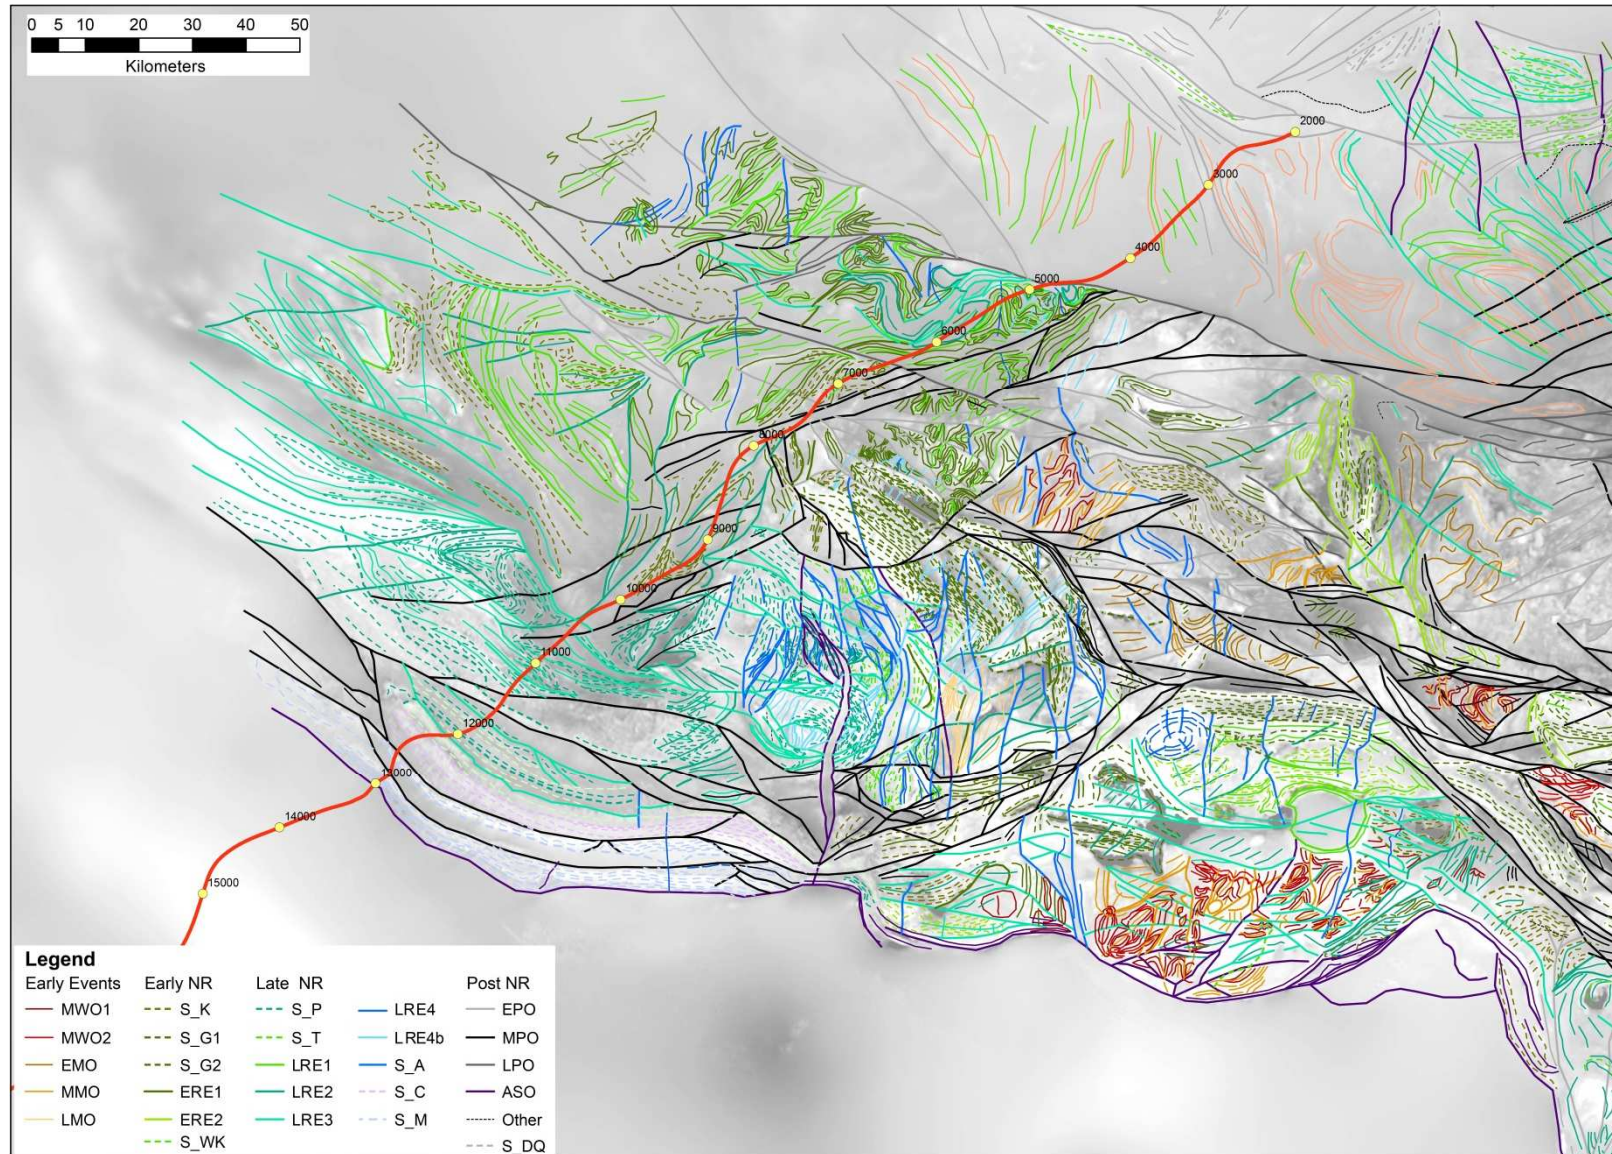 0 5 10 20 30 40 50
Kilometers
2000
3000
4000
5000
6000
7000
8000
9000
10000
11000
12000
13000
14000
15000
Legend
Early Events Early NR Late NR Post NR
MWO1 S_K S_P LRE4 EPO
MWO2 S_G1 S_T LRE4b MPO
EMO S_G2 LRE1 S_A LPO
MMO ERE1 LRE2 S_C ASO
LMO ERE2 LRE3 S_M Other
S_WK S_DQ